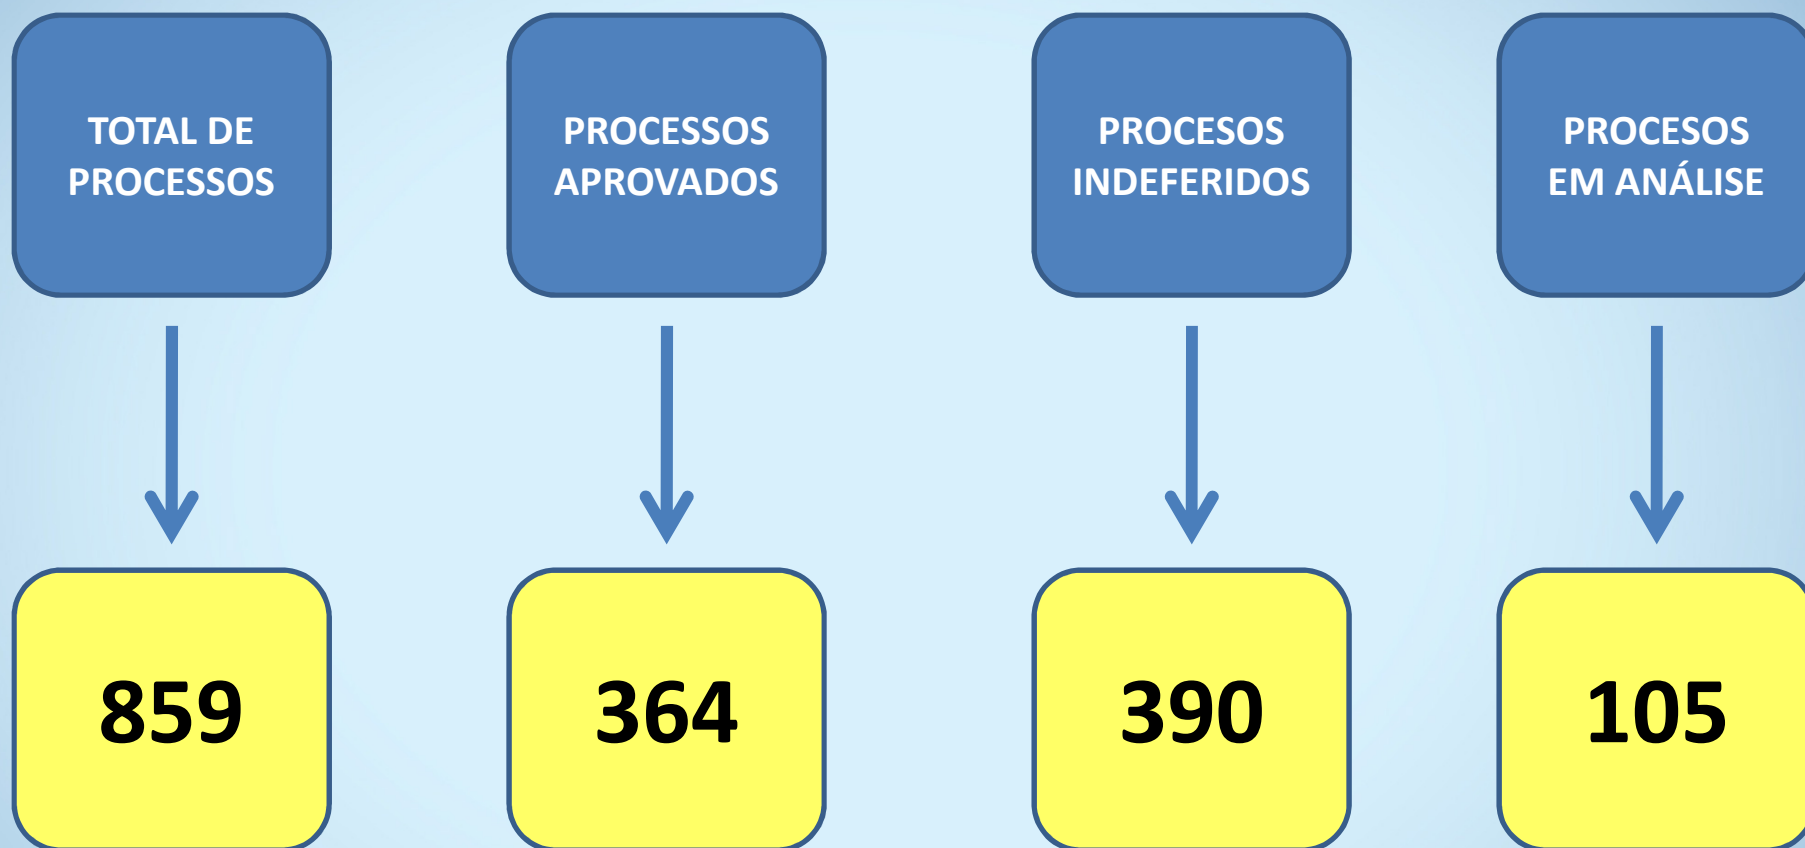 TOTAL DE
PROCESSOS
PROCESSOS
APROVADOS
PROCESOS
INDEFERIDOS
PROCESOS
EM ANÁLISE
859
364
390
105